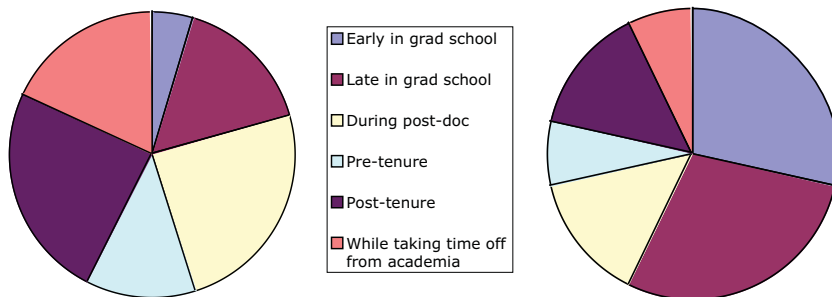 Early in grad school
Late in grad school
During post-doc
Pre-tenure
Post-tenure
While taking time off
from academia